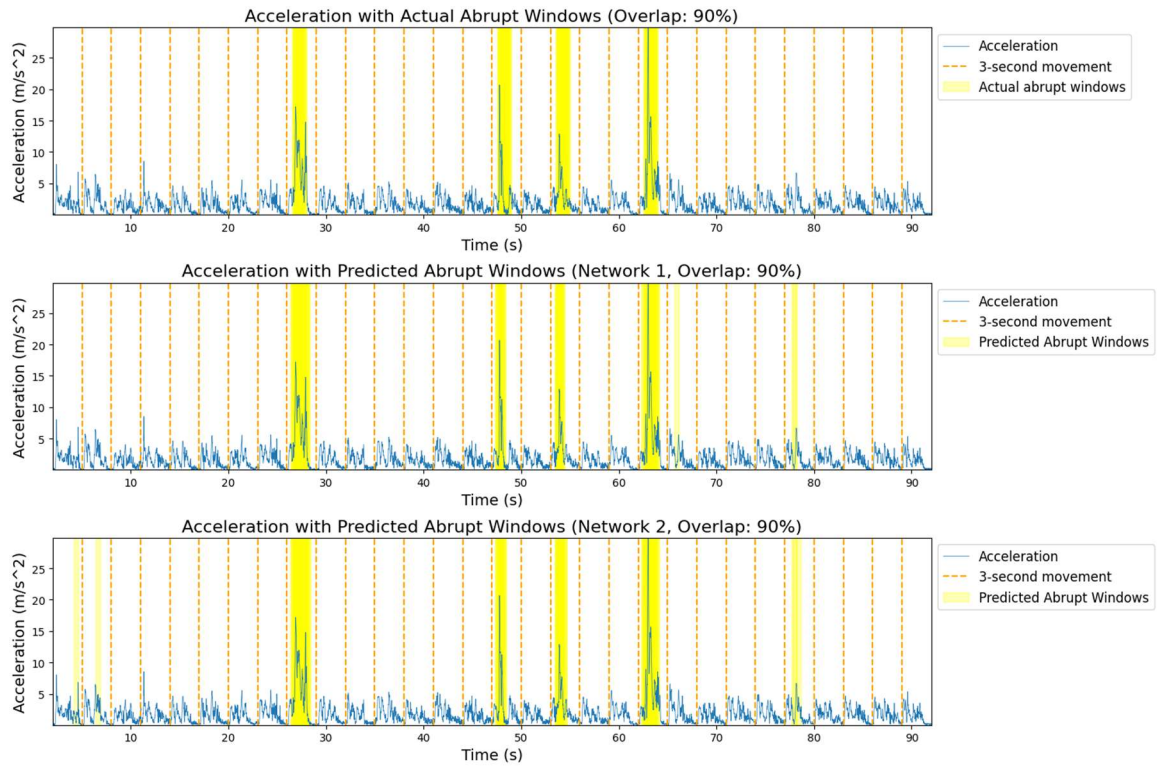 Acceleration with Actual Abrupt Windows (Overlap: 90%)
Acceleration (m/s^2)
25
20
15
10
5
10 20 30 40 50 60 70 80 90
Time (s)
Acceleration
3-second movement
Actual abrupt windows
Acceleration with Predicted Abrupt Windows (Network 1, Overlap: 90%)
Acceleration (m/s^2)
25
20
15
10
5
10 20 30 40 50 60 70 80 90
Time (s)
Acceleration
3-second movement
Predicted Abrupt Windows
Acceleration with Predicted Abrupt Windows (Network 2, Overlap: 90%)
Acceleration (m/s^2)
25
20
15
10
5
10 20 30 40 50 60 70 80 90
Time (s)
Acceleration
3-second movement
Predicted Abrupt Windows